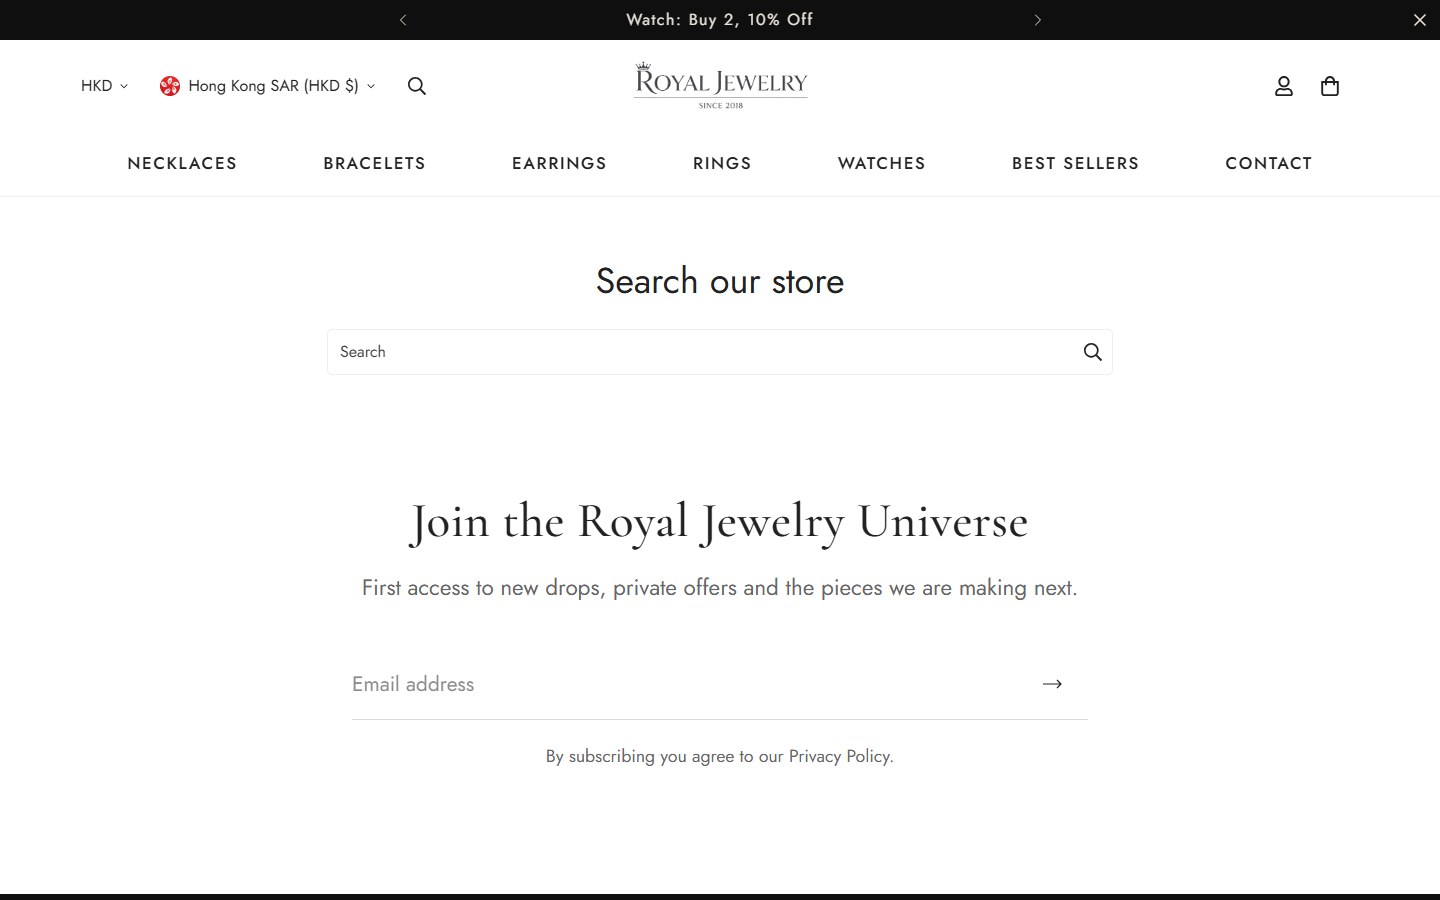 Watch: Buy 2, 10% Off
HKD
Hong Kong SAR (HKD $)
ROYAL JEWELRY
SINCE 2018
NECKLACES
BRACELETS
EARRINGS
RINGS
WATCHES
BEST SELLERS
CONTACT
Search our store
Search
Join the Royal Jewelry Universe
First access to new drops, private offers and the pieces we are making next.
Email address
By subscribing you agree to our Privacy Policy.